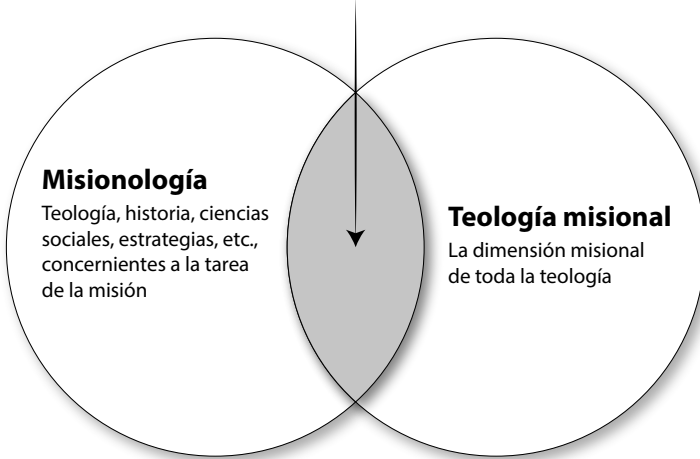 Misionología
Teología, historia, ciencias
sociales, estrategias, etc.,
concernientes a la tarea
de la misión
Teología misional
La dimensión misional
de toda la teología